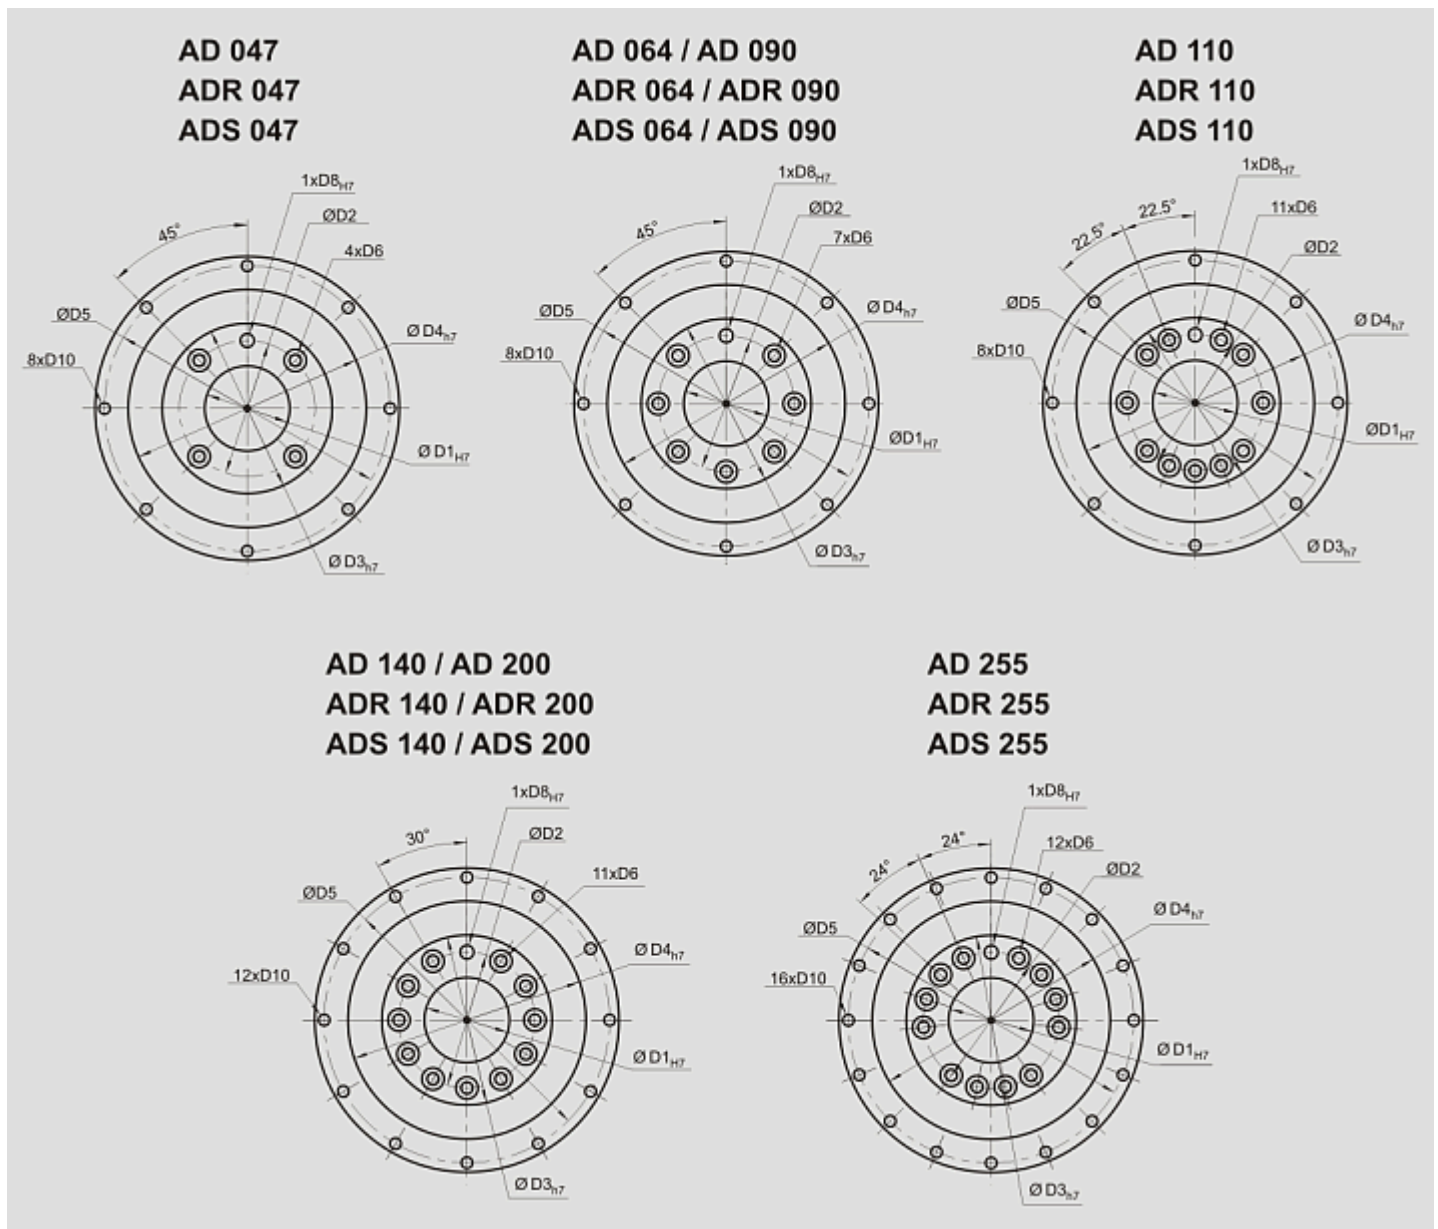 AD 047
ADR 047
ADS 047
1xD8H7
ØD2
4xD6
45°
ØD5
Ø D4h7
8xD10
Ø D1H7
Ø D3h7
AD 064 / AD 090
ADR 064 / ADR 090
ADS 064 / ADS 090
1xD8H7
ØD2
7xD6
45°
ØD5
Ø D4h7
8xD10
ØD1H7
Ø D3h7
AD 110
ADR 110
ADS 110
1xD8H7
22.5°
11xD6
22.5°
ØD2
ØD5
Ø D4h7
8xD10
ØD1H7
Ø D3h7
AD 140 / AD 200
ADR 140 / ADR 200
ADS 140 / ADS 200
1xD8H7
30°
ØD2
11xD6
ØD5
Ø D4h7
12xD10
Ø D1H7
Ø D3h7
AD 255
ADR 255
ADS 255
1xD8H7
24°
12xD6
24°
ØD2
Ø D4h7
ØD5
16xD10
Ø D1H7
Ø D3h7